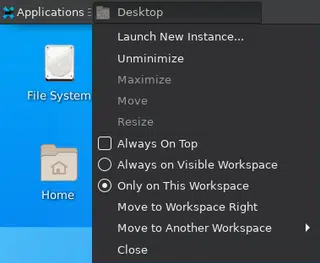 Applications
Desktop
Launch New Instance...
Unminimize
Maximize
Move
Resize
Always On Top
Always on Visible Workspace
Only on This Workspace
Move to Workspace Right
Move to Another Workspace
Close
File System
Home